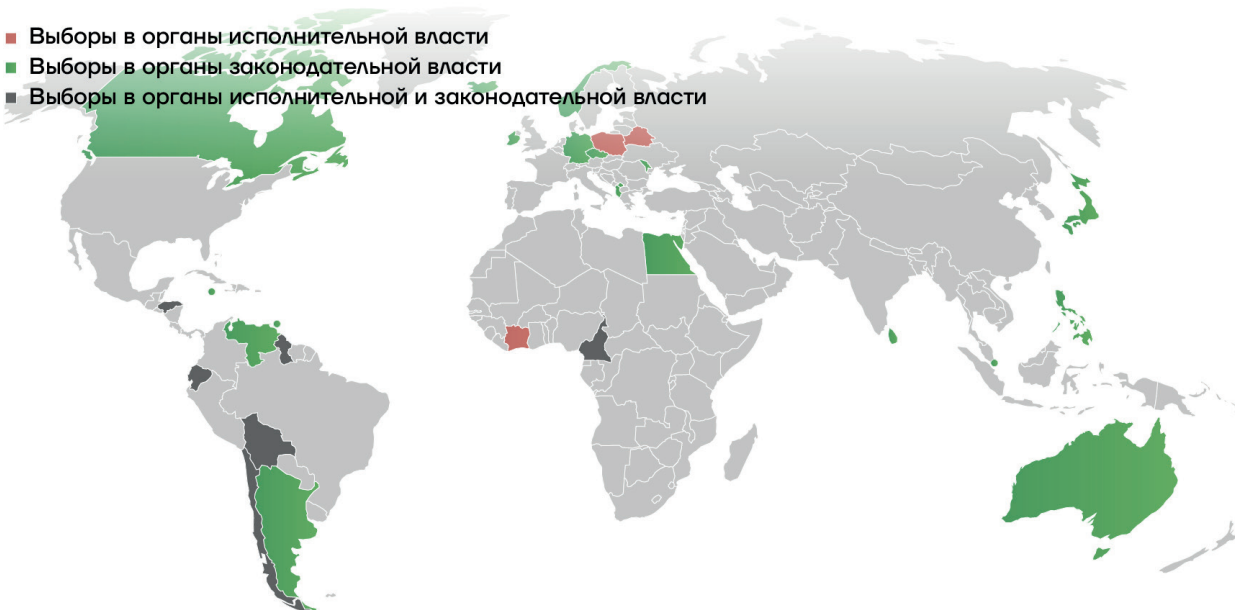 Выборы в органы исполнительной власти
Выборы в органы законодательной власти
Выборы в органы исполнительной и законодательной власти